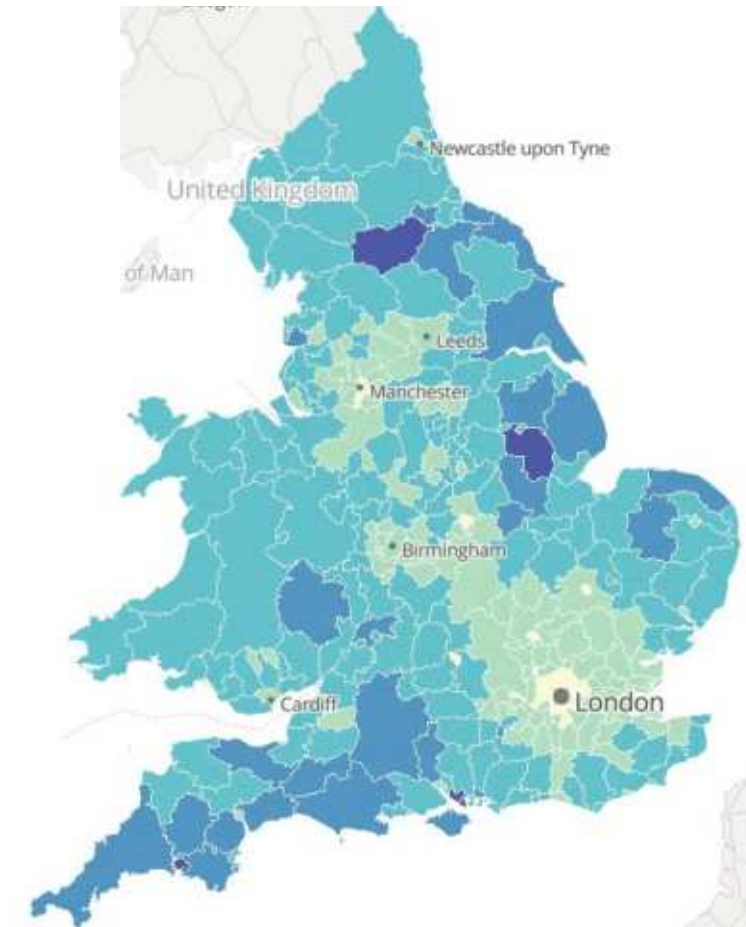 Newcastle upon Tyne
United Kingdom
of Man
Leeds
Manchester
Birmingham
Cardiff
London